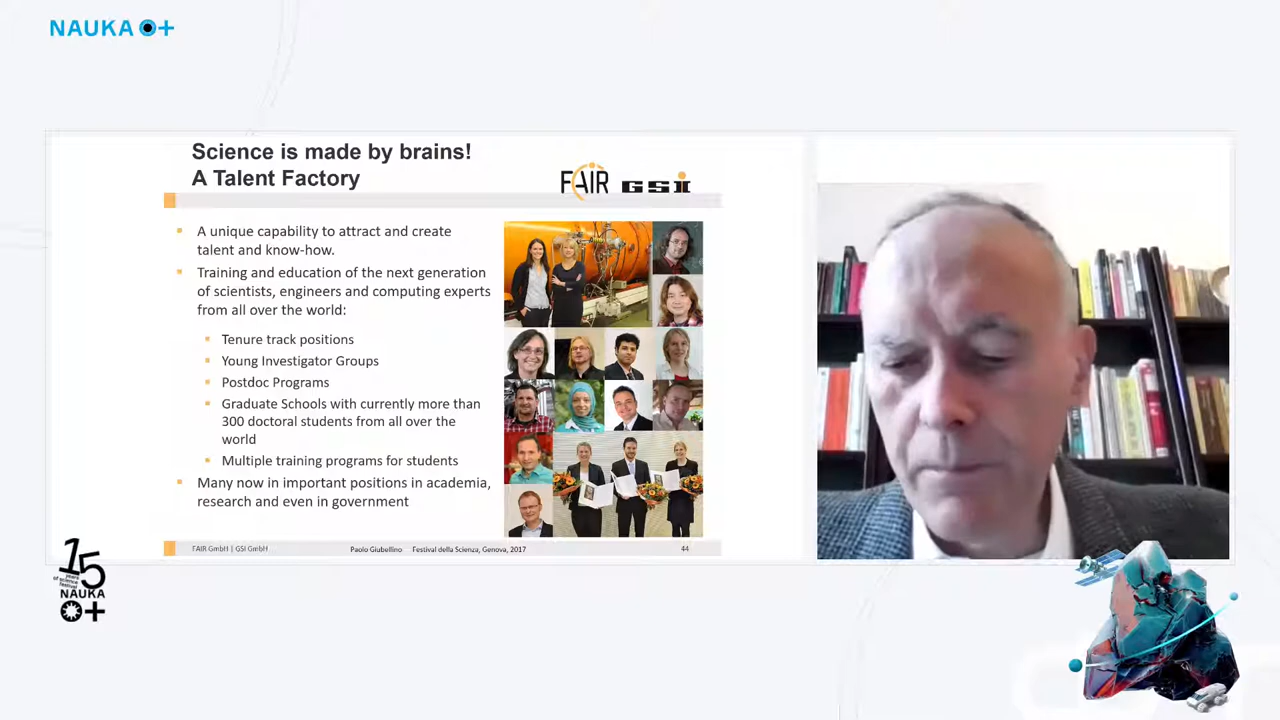 NAUKA O+
Science is made by brains!
A Talent Factory
FAIR GSI
A unique capability to attract and create
talent and know-how.
Training and education of the next generation
of scientists, engineers and computing experts
from all over the world:
Tenure track positions
Young Investigator Groups
Postdoc Programs
Graduate Schools with currently more than
300 doctoral students from all over the
world
Multiple training programs for students
Many now in important positions in academia,
research and even in government
FAIR GmbH | GSI GmbH Paolo Giubellino Festival della Scienza, Genova, 2017 44
15
years
of science
festival
NAUKA
O+